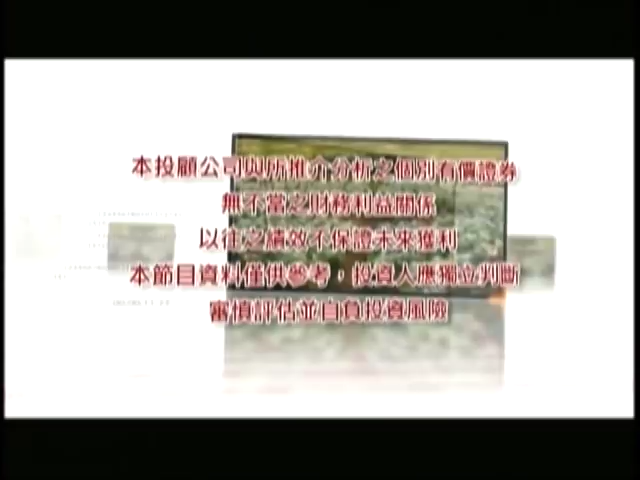 本投顧公司與所推介分析之個別有價證券
無不當之財務利益關係
以往之績效不保證未來獲利
本節目資料僅供參考，投資人應獨立判斷
審慎評估並自負投資風險